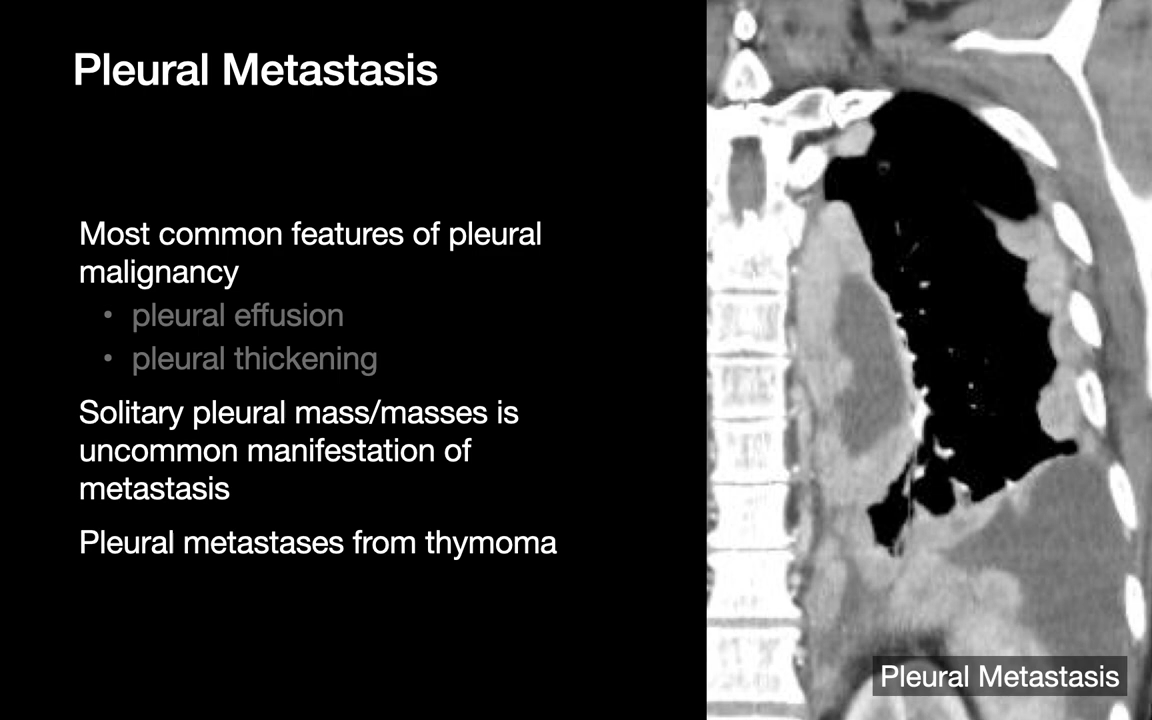 Pleural Metastasis
Most common features of pleural
malignancy
• pleural effusion
• pleural thickening
Solitary pleural mass/masses is
uncommon manifestation of
metastasis
Pleural metastases from thymoma
Pleural Metastasis